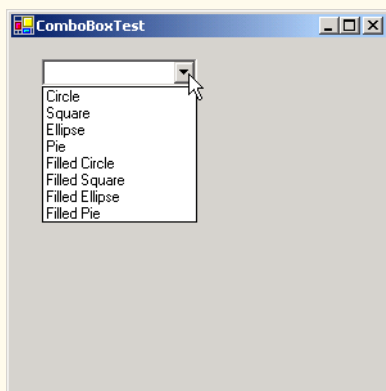 ComboBoxTest
Circle
Square
Ellipse
Pie
Filled Circle
Filled Square
Filled Ellipse
Filled Pie